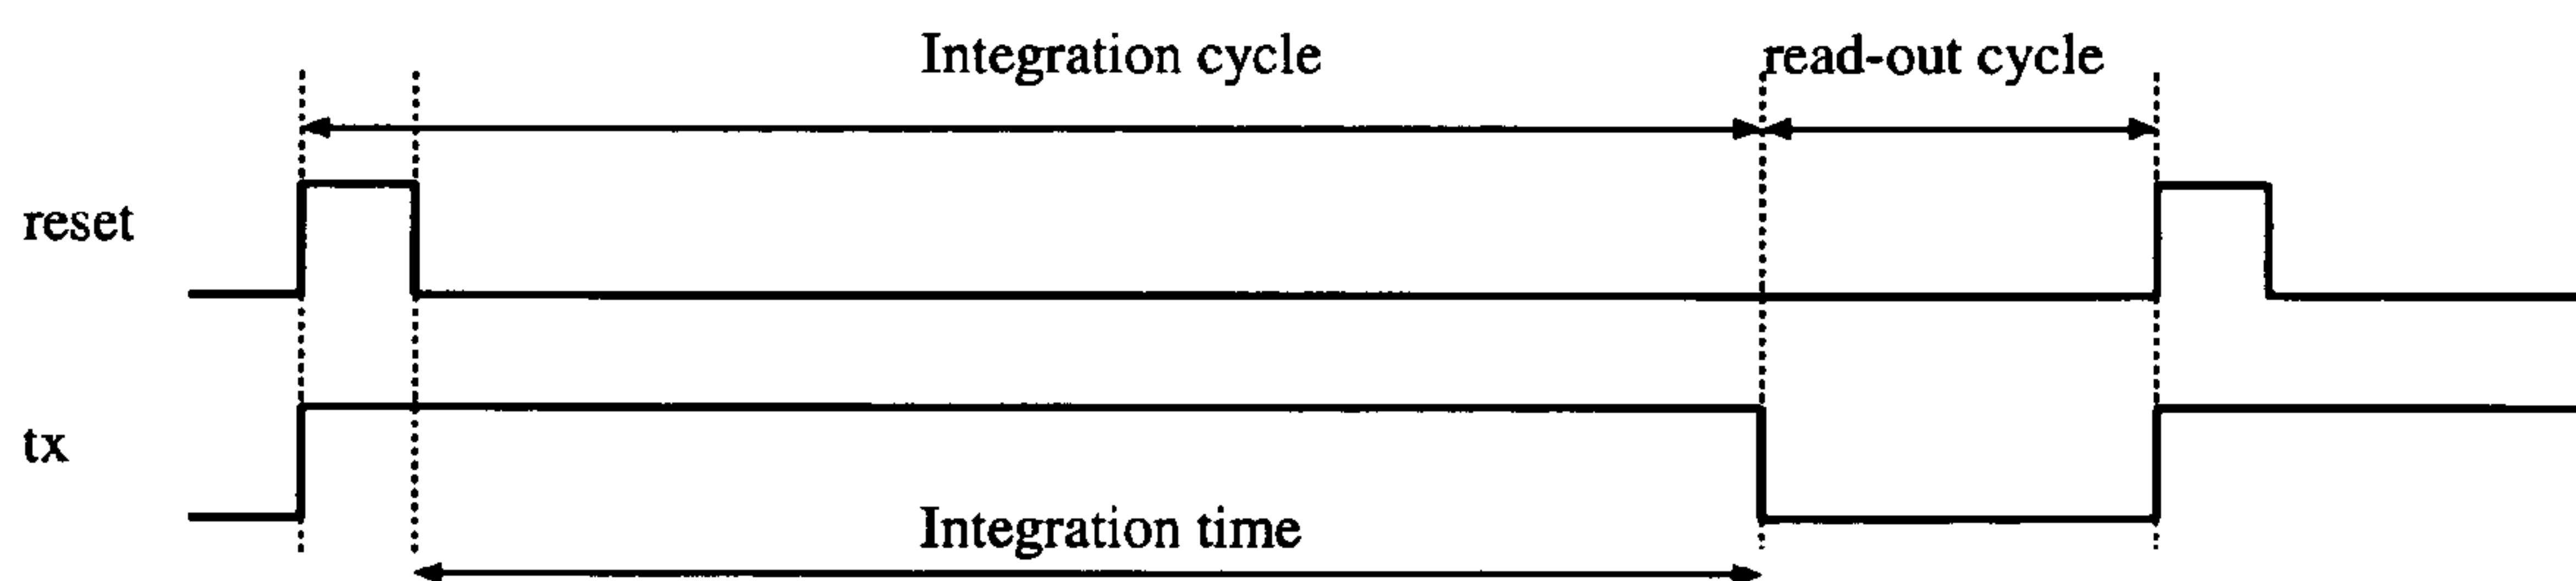 Integration cycle read-out cycle
reset
tx
Integration time